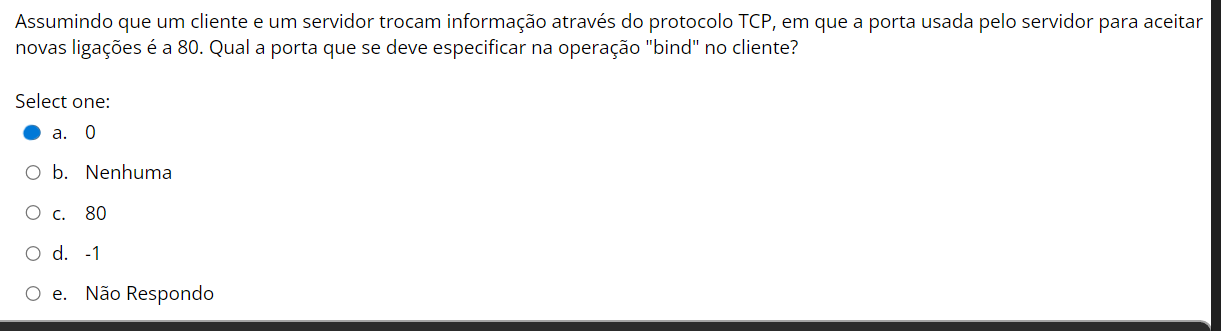 Assumindo que um cliente e um servidor trocam informação através do protocolo TCP, em que a porta usada pelo servidor para aceitar
novas ligações é a 80. Qual a porta que se deve especificar na operação "bind" no cliente?
Select one:
a. 0
b. Nenhuma
c. 80
d. -1
e. Não Respondo